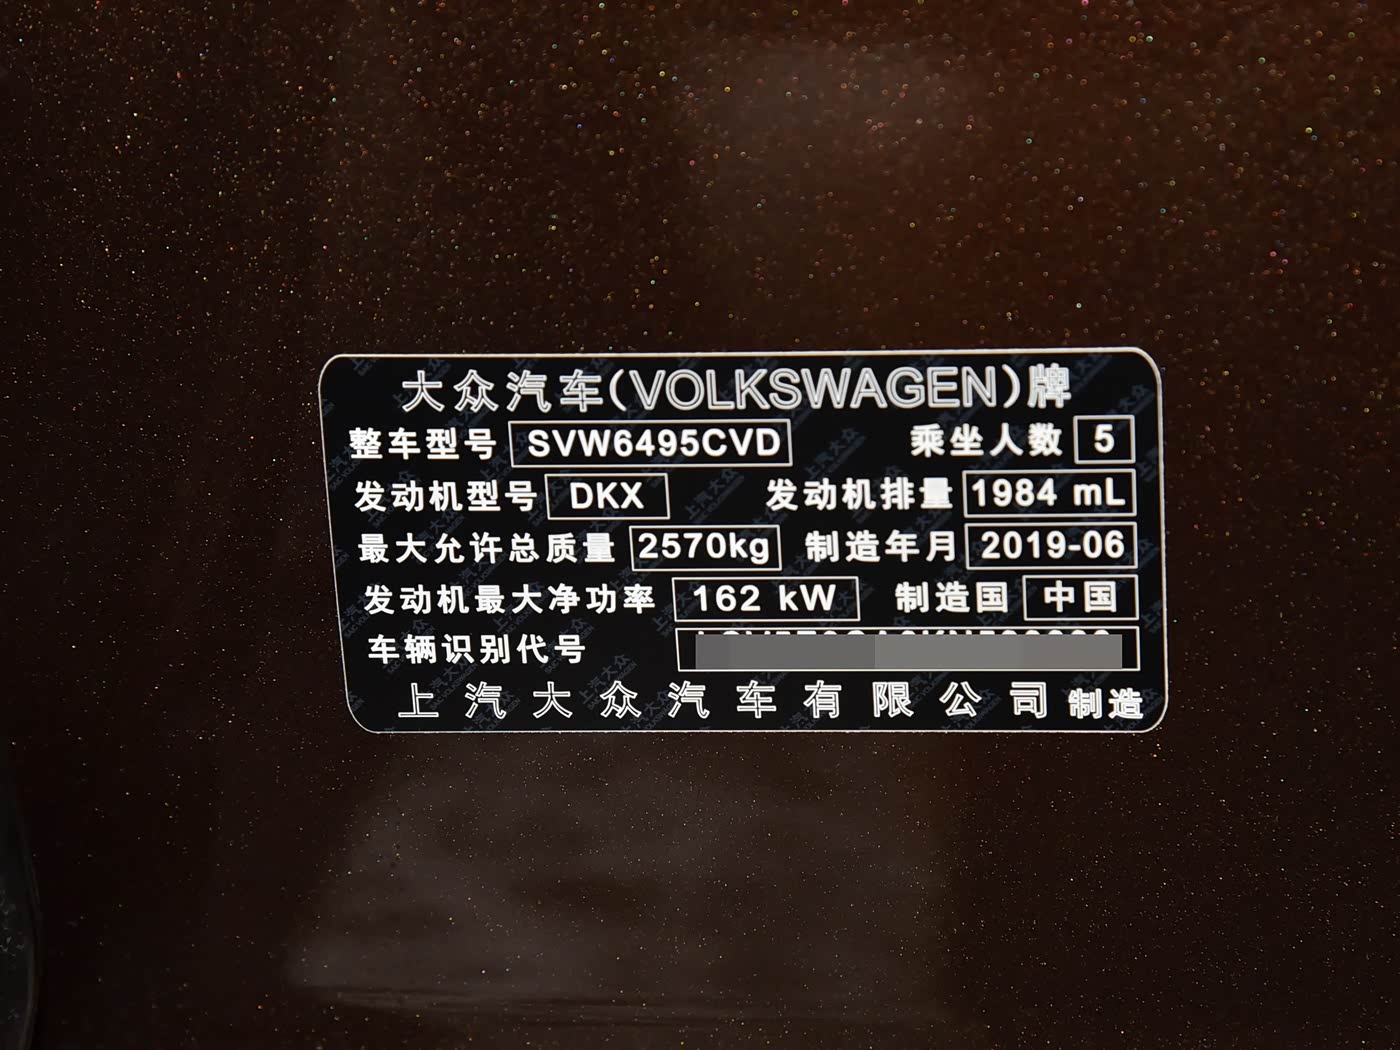 大众汽车(VOLKSWAGEN)牌
整车型号 SVW6495CVD 乘坐人数 5
发动机型号 DKX 发动机排量 1984 mL
最大允许总质量 2570kg 制造年月 2019-06
发动机最大净功率 162 kW 制造国 中国
车辆识别代号
上汽大众汽车有限公司 制造